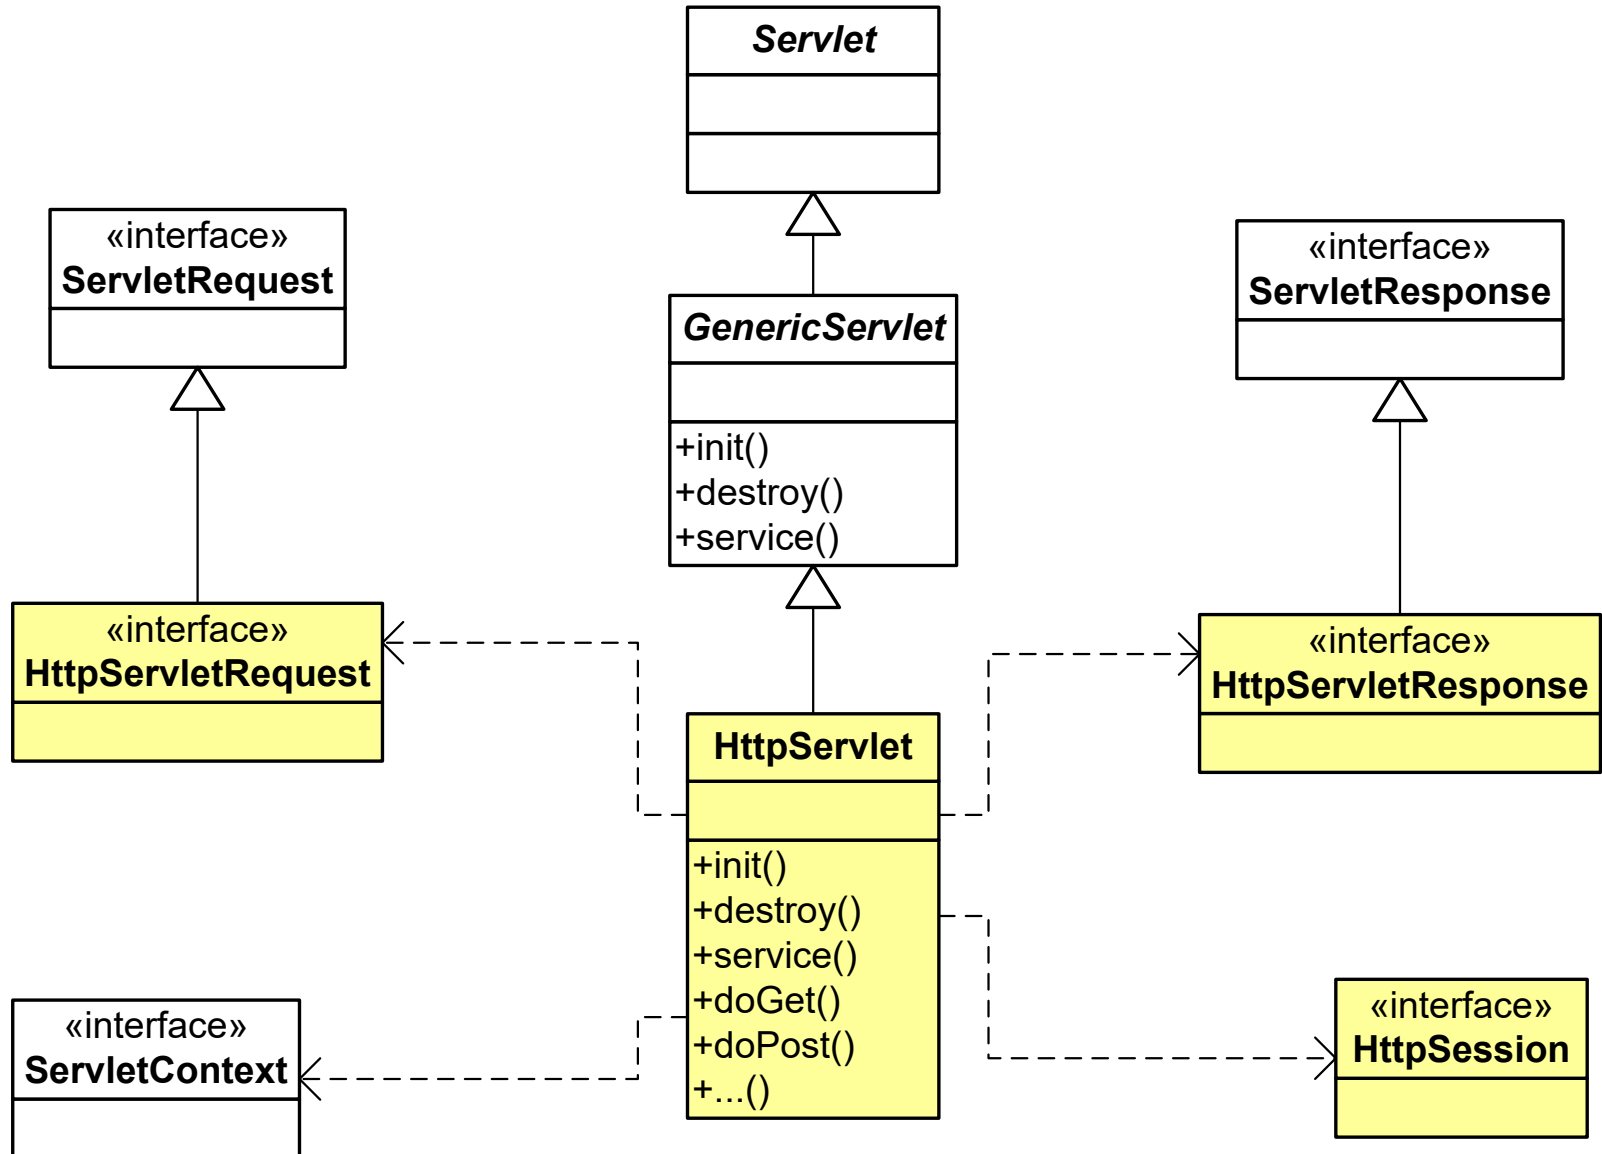 Servlet
«interface»
ServletRequest
«interface»
ServletResponse
GenericServlet
+init()
+destroy()
+service()
«interface»
HttpServletRequest
«interface»
HttpServletResponse
HttpServlet
+init()
+destroy()
+service()
+doGet()
+doPost()
+...()
«interface»
ServletContext
«interface»
HttpSession